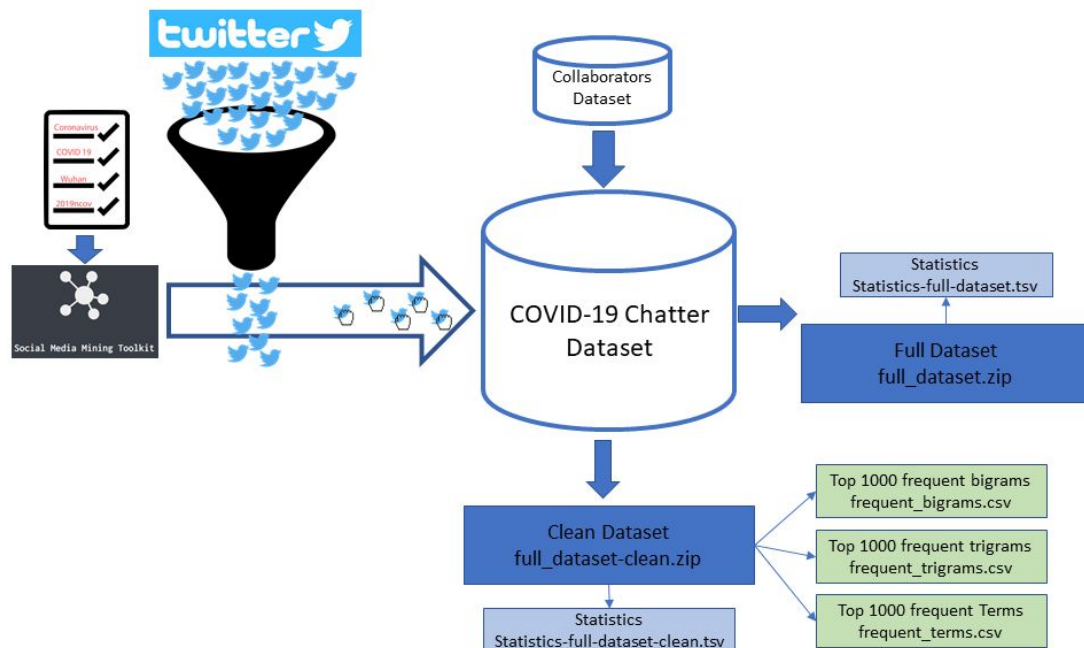 twitter
Collaborators
Dataset
Coronavirus
COVID 19
Wuhan
2019ncov
Social Media Mining Toolkit
COVID-19 Chatter
Dataset
Statistics
Statistics-full-dataset.tsv
Full Dataset
full_dataset.zip
Clean Dataset
full_dataset-clean.zip
Statistics
Statistics-full-dataset-clean.tsv
Top 1000 frequent bigrams
frequent_bigrams.csv
Top 1000 frequent trigrams
frequent_trigrams.csv
Top 1000 frequent Terms
frequent_terms.csv